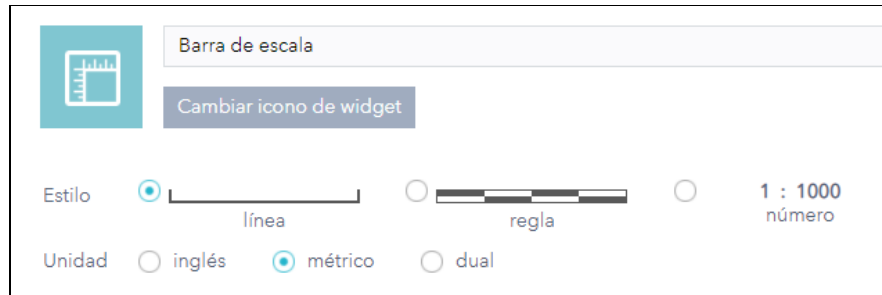 Barra de escala
Cambiar icono de widget
Estilo
línea
regla
1 : 1000
número
Unidad inglés métrico dual